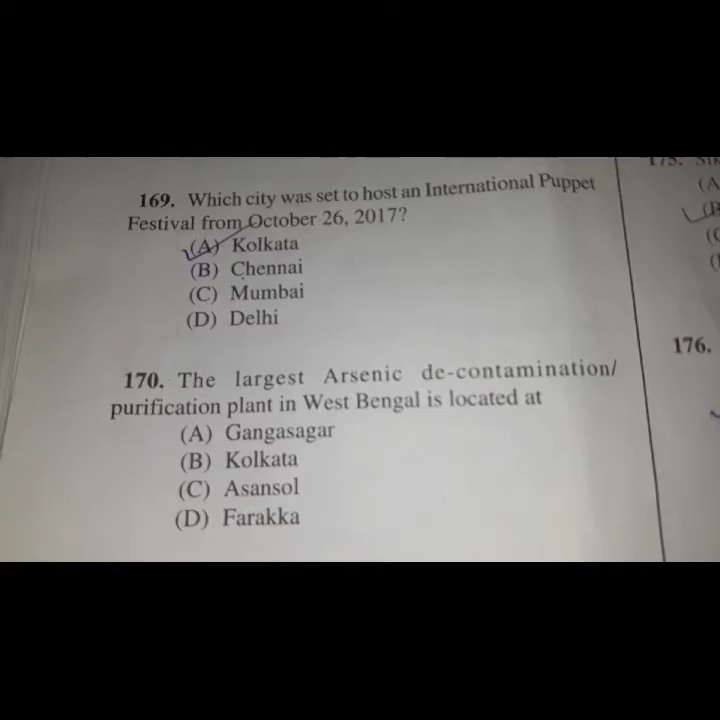 169. Which city was set to host an International Puppet
Festival from October 26, 2017?
(A) Kolkata
(B) Chennai
(C) Mumbai
(D) Delhi
170. The largest Arsenic de-contamination/
purification plant in West Bengal is located at
(A) Gangasagar
(B) Kolkata
(C) Asansol
(D) Farakka
175.
(A
176.